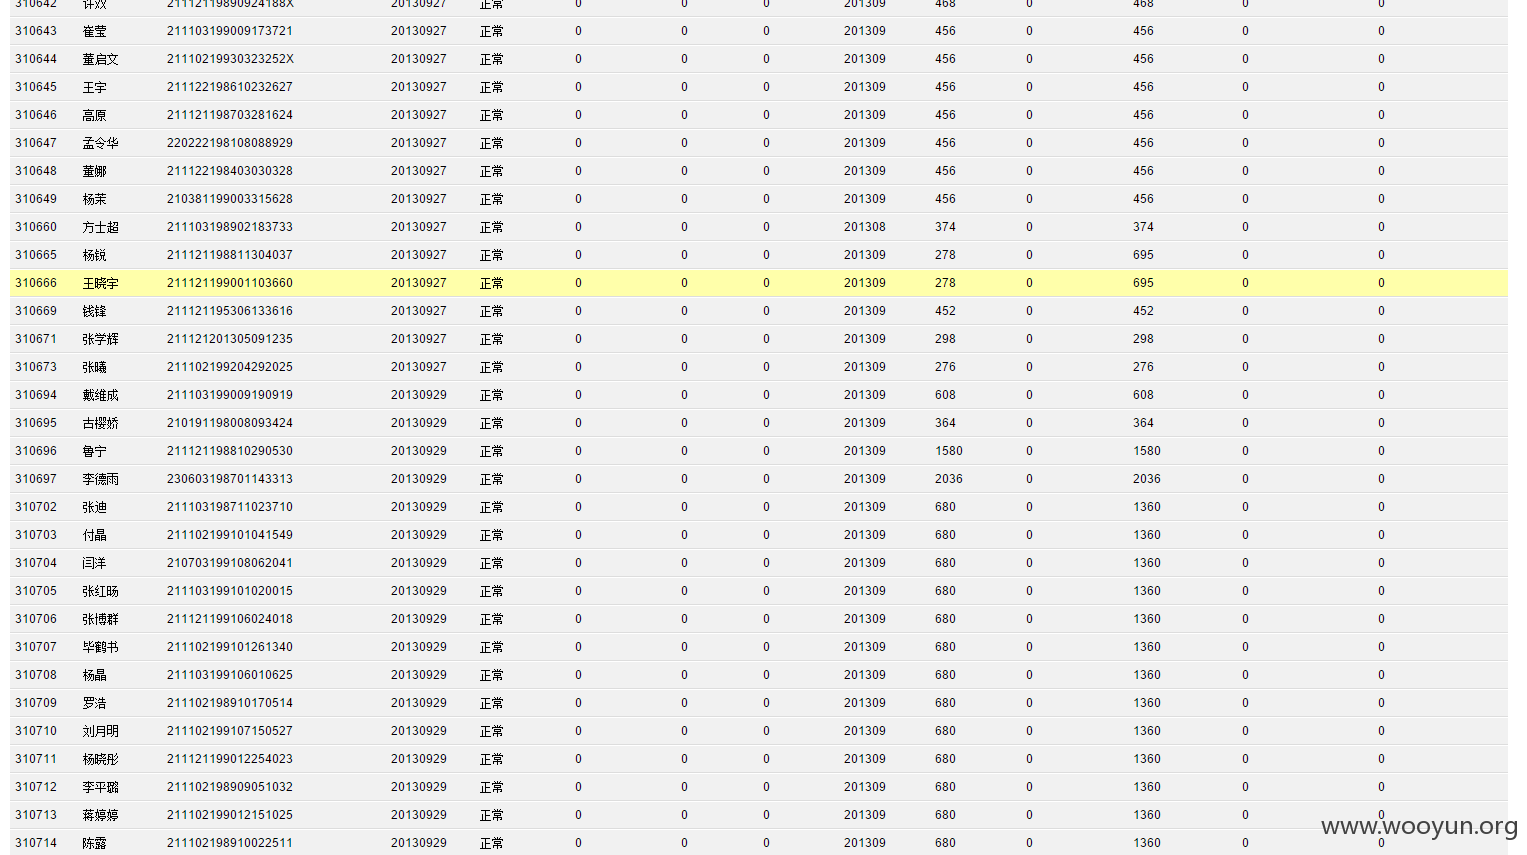 310642 许双 21112119890924188X 20130927 正常 0 0 0 201309 468 0 468 0 0
310643 崔莹 211103199009173721 20130927 正常 0 0 0 201309 456 0 456 0 0
310644 董启文 21110219930323252X 20130927 正常 0 0 0 201309 456 0 456 0 0
310645 王宇 211122198610232627 20130927 正常 0 0 0 201309 456 0 456 0 0
310646 高原 211121198703281624 20130927 正常 0 0 0 201309 456 0 456 0 0
310647 孟令华 220222198108088929 20130927 正常 0 0 0 201309 456 0 456 0 0
310648 董娜 211122198403030328 20130927 正常 0 0 0 201309 456 0 456 0 0
310649 杨茉 210381199003315628 20130927 正常 0 0 0 201309 456 0 456 0 0
310660 方士超 211103198902183733 20130927 正常 0 0 0 201308 374 0 374 0 0
310665 杨锐 211121198811304037 20130927 正常 0 0 0 201309 278 0 695 0 0
310666 王晓宇 211121199001103660 20130927 正常 0 0 0 201309 278 0 695 0 0
310669 钱锋 211121195306133616 20130927 正常 0 0 0 201309 452 0 452 0 0
310671 张学辉 211121201305091235 20130927 正常 0 0 0 201309 298 0 298 0 0
310673 张曦 211102199204292025 20130927 正常 0 0 0 201309 276 0 276 0 0
310694 戴维成 211103199009190919 20130929 正常 0 0 0 201309 608 0 608 0 0
310695 古樱娇 210191198008093424 20130929 正常 0 0 0 201309 364 0 364 0 0
310696 鲁宁 211121198810290530 20130929 正常 0 0 0 201309 1580 0 1580 0 0
310697 李德雨 230603198701143313 20130929 正常 0 0 0 201309 2036 0 2036 0 0
310702 张迪 211103198711023710 20130929 正常 0 0 0 201309 680 0 1360 0 0
310703 付晶 211102199101041549 20130929 正常 0 0 0 201309 680 0 1360 0 0
310704 闫洋 210703199108062041 20130929 正常 0 0 0 201309 680 0 1360 0 0
310705 张红旸 211103199101020015 20130929 正常 0 0 0 201309 680 0 1360 0 0
310706 张博群 211121199106024018 20130929 正常 0 0 0 201309 680 0 1360 0 0
310707 毕鹤书 211102199101261340 20130929 正常 0 0 0 201309 680 0 1360 0 0
310708 杨晶 211103199106010625 20130929 正常 0 0 0 201309 680 0 1360 0 0
310709 罗浩 211102198910170514 20130929 正常 0 0 0 201309 680 0 1360 0 0
310710 刘月明 211102199107150527 20130929 正常 0 0 0 201309 680 0 1360 0 0
310711 杨晓彤 211121199012254023 20130929 正常 0 0 0 201309 680 0 1360 0 0
310712 李平璐 211102198909051032 20130929 正常 0 0 0 201309 680 0 1360 0 0
310713 蒋婷婷 211102199012151025 20130929 正常 0 0 0 201309 680 0 1360 0 0
www.wooyun.org
310714 陈露 211102198910022511 20130929 正常 0 0 0 201309 680 0 1360 0 0